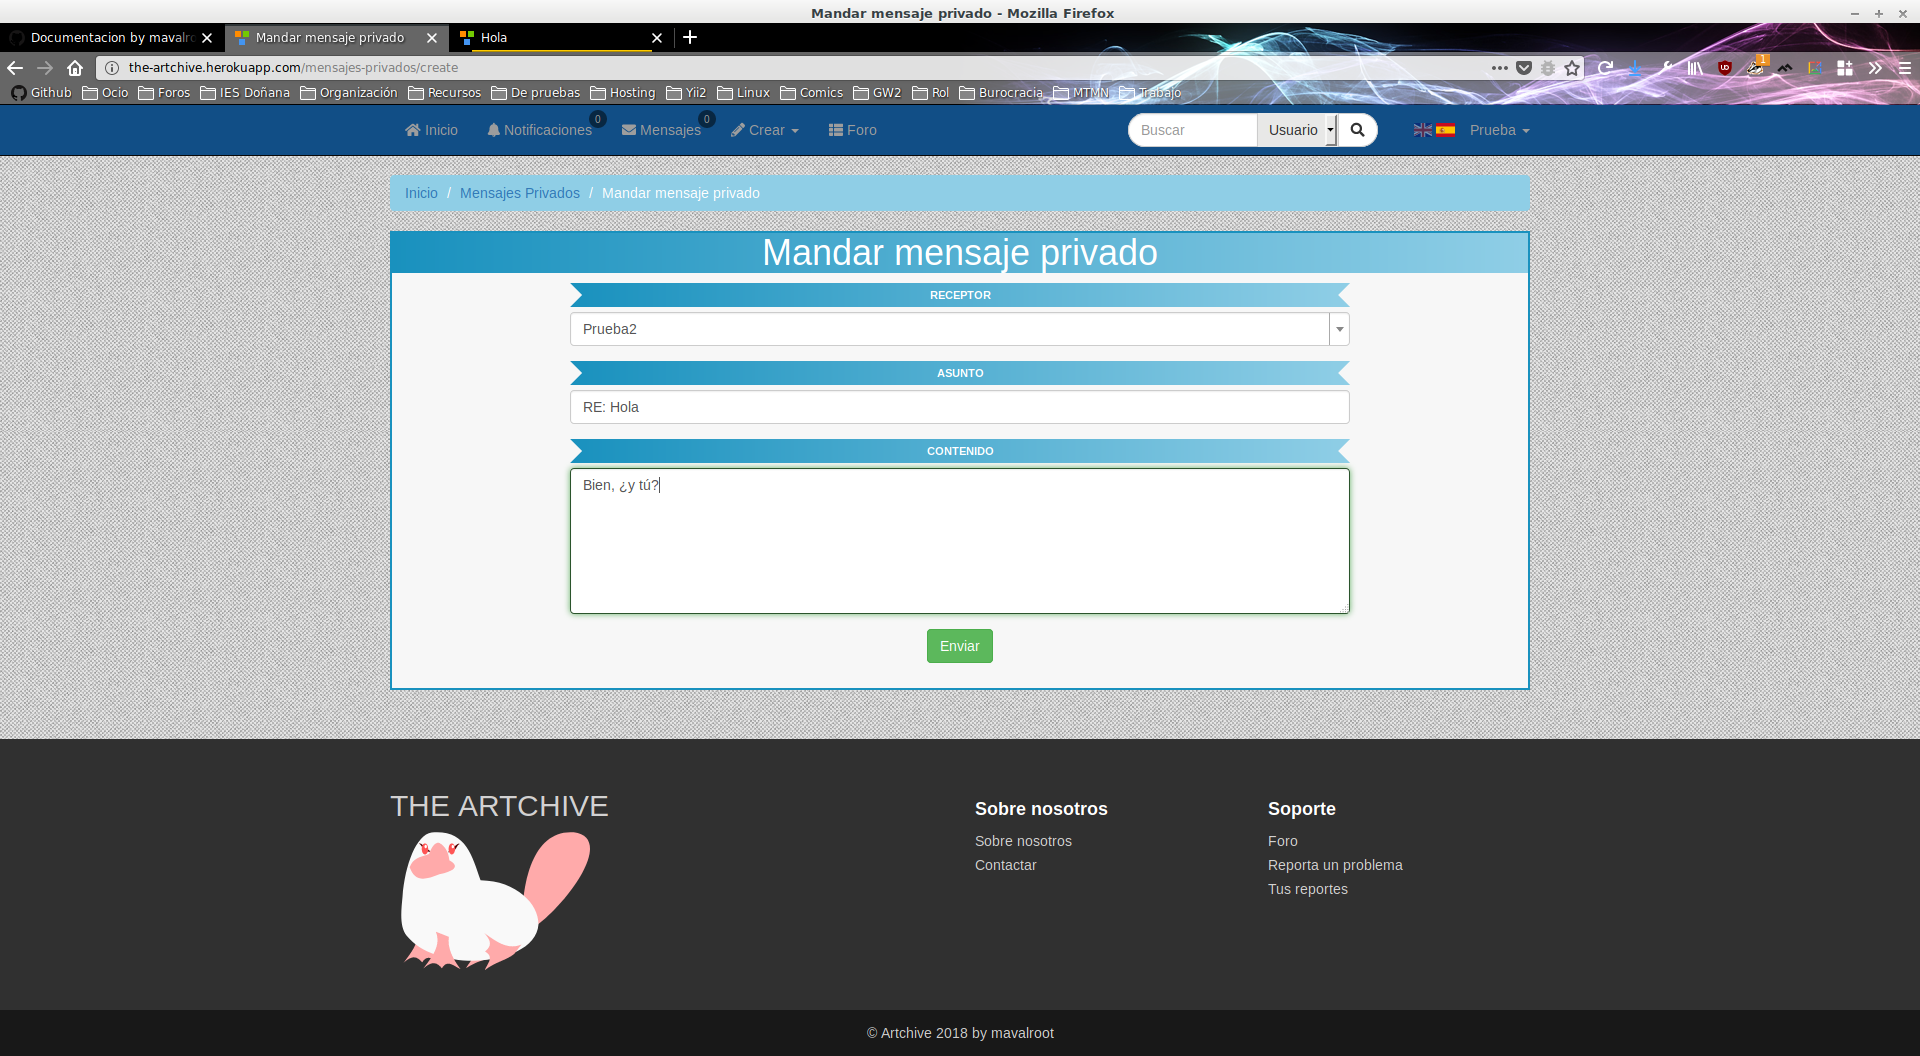 Mandar mensaje privado - Mozilla Firefox
Documentacion by mavalro
Mandar mensaje privado
Hola
the-artchive.herokuapp.com/mensajes-privados/create
1
Github Ocio Foros IES Doñana Organización Recursos De pruebas Hosting Yii2 Linux Comics GW2 Rol Burocracia MTMN Trabajo
Inicio Notificaciones 0 Mensajes 0 Crear Foro Buscar Usuario Prueba
Inicio / Mensajes Privados / Mandar mensaje privado
Mandar mensaje privado
RECEPTOR
Prueba2
ASUNTO
RE: Hola
CONTENIDO
Bien, ¿y tú?
Enviar
THE ARTCHIVE
Sobre nosotros
Sobre nosotros
Contactar
Soporte
Foro
Reporta un problema
Tus reportes
© Artchive 2018 by mavalroot